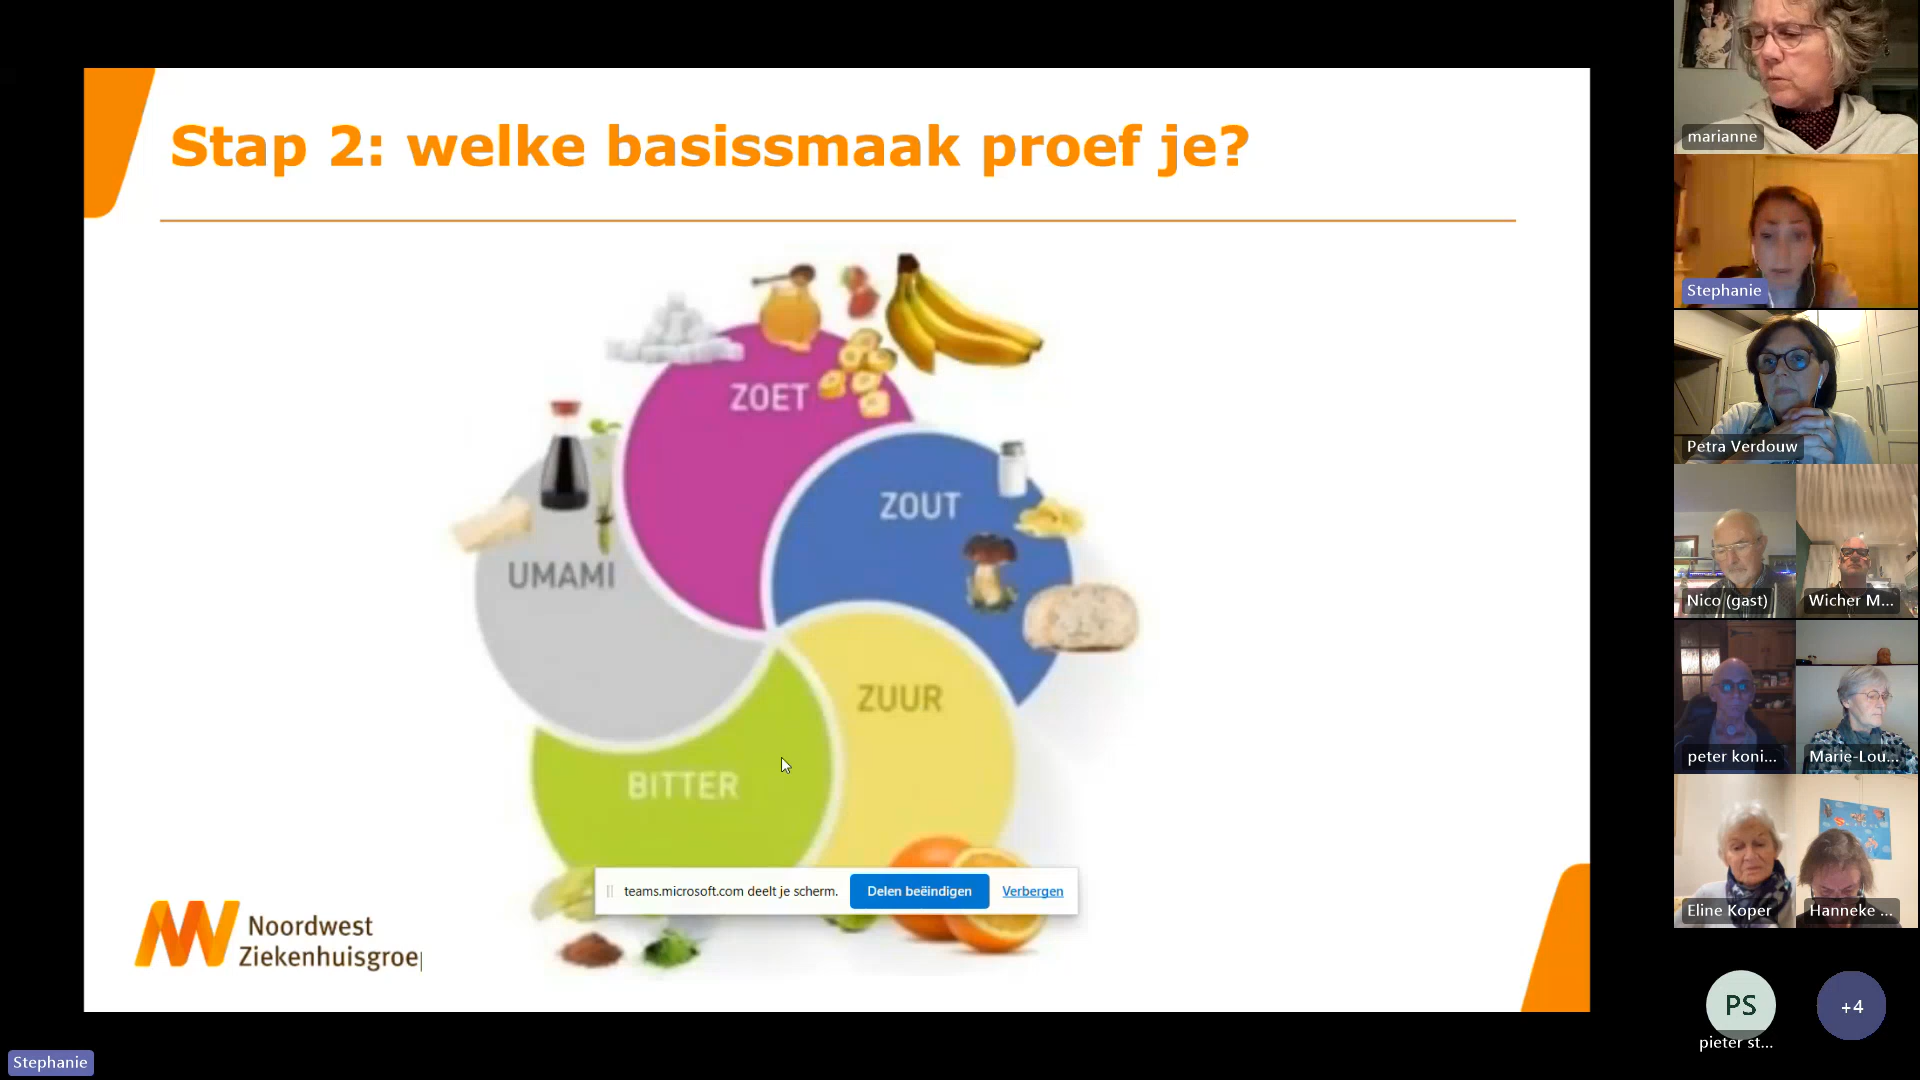 Stap 2: welke basissmaak proef je?
ZOET
ZOUT
UMAMI
ZUUR
BITTER
teams.microsoft.com deelt je scherm.
Delen beëindigen
Verbergen
Noordwest
Ziekenhuisgroep
marianne
Stephanie
Petra Verdouw
Nico (gast)
Wicher M...
peter koni...
Marie-Lou...
Eline Koper
Hanneke ...
PS
pieter st...
+4
Stephanie